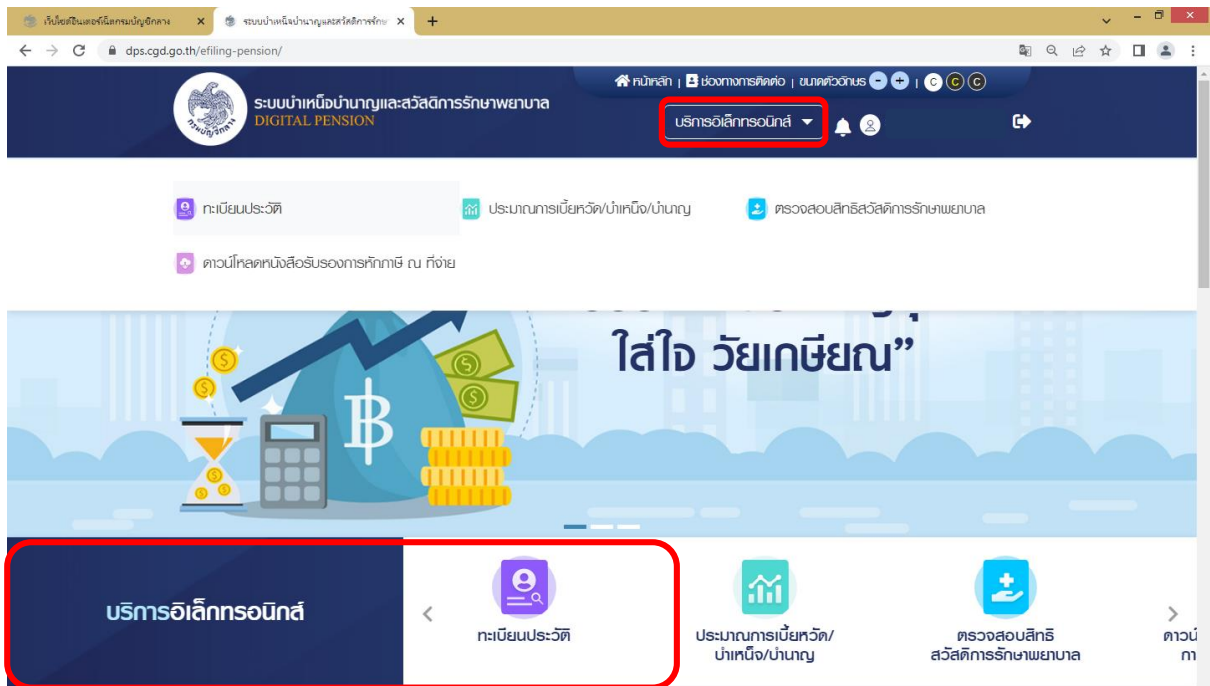 เว็บไซต์อินเตอร์เน็ตกรมบัญชีกลาง
ระบบบำเหน็จบำนาญและสวัสดิการรักษ
dps.cgd.go.th/efiling-pension/
หน้าหลัก | ช่องทางการติดต่อ | ขนาดตัวอักษร - + | C C C
กรมบัญชีกลาง
ระบบบำเหน็จบำนาญและสวัสดิการรักษาพยาบาล
DIGITAL PENSION
บริการอิเล็กทรอนิกส์
ทะเบียนประวัติ
ประมาณการเบี้ยหวัด/บำเหน็จ/บำนาญ
ตรวจสอบสิทธิสวัสดิการรักษาพยาบาล
ดาวน์โหลดหนังสือรับรองการหักภาษี ณ ที่จ่าย
ใส่ใจ วัยเกษียณ”
บริการอิเล็กทรอนิกส์
ทะเบียนประวัติ
ประมาณการเบี้ยหวัด/
บำเหน็จ/บำนาญ
ตรวจสอบสิทธิ
สวัสดิการรักษาพยาบาล
ดาวน์
กา